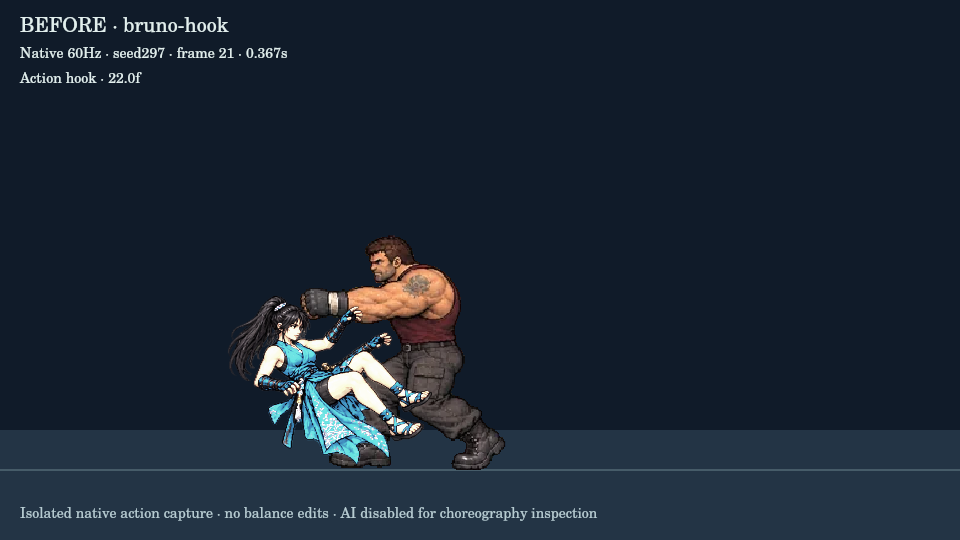 BEFORE · bruno-hook
Native 60Hz · seed297 · frame 21 · 0.367s
Action hook · 22.0f
Isolated native action capture · no balance edits · AI disabled for choreography inspection